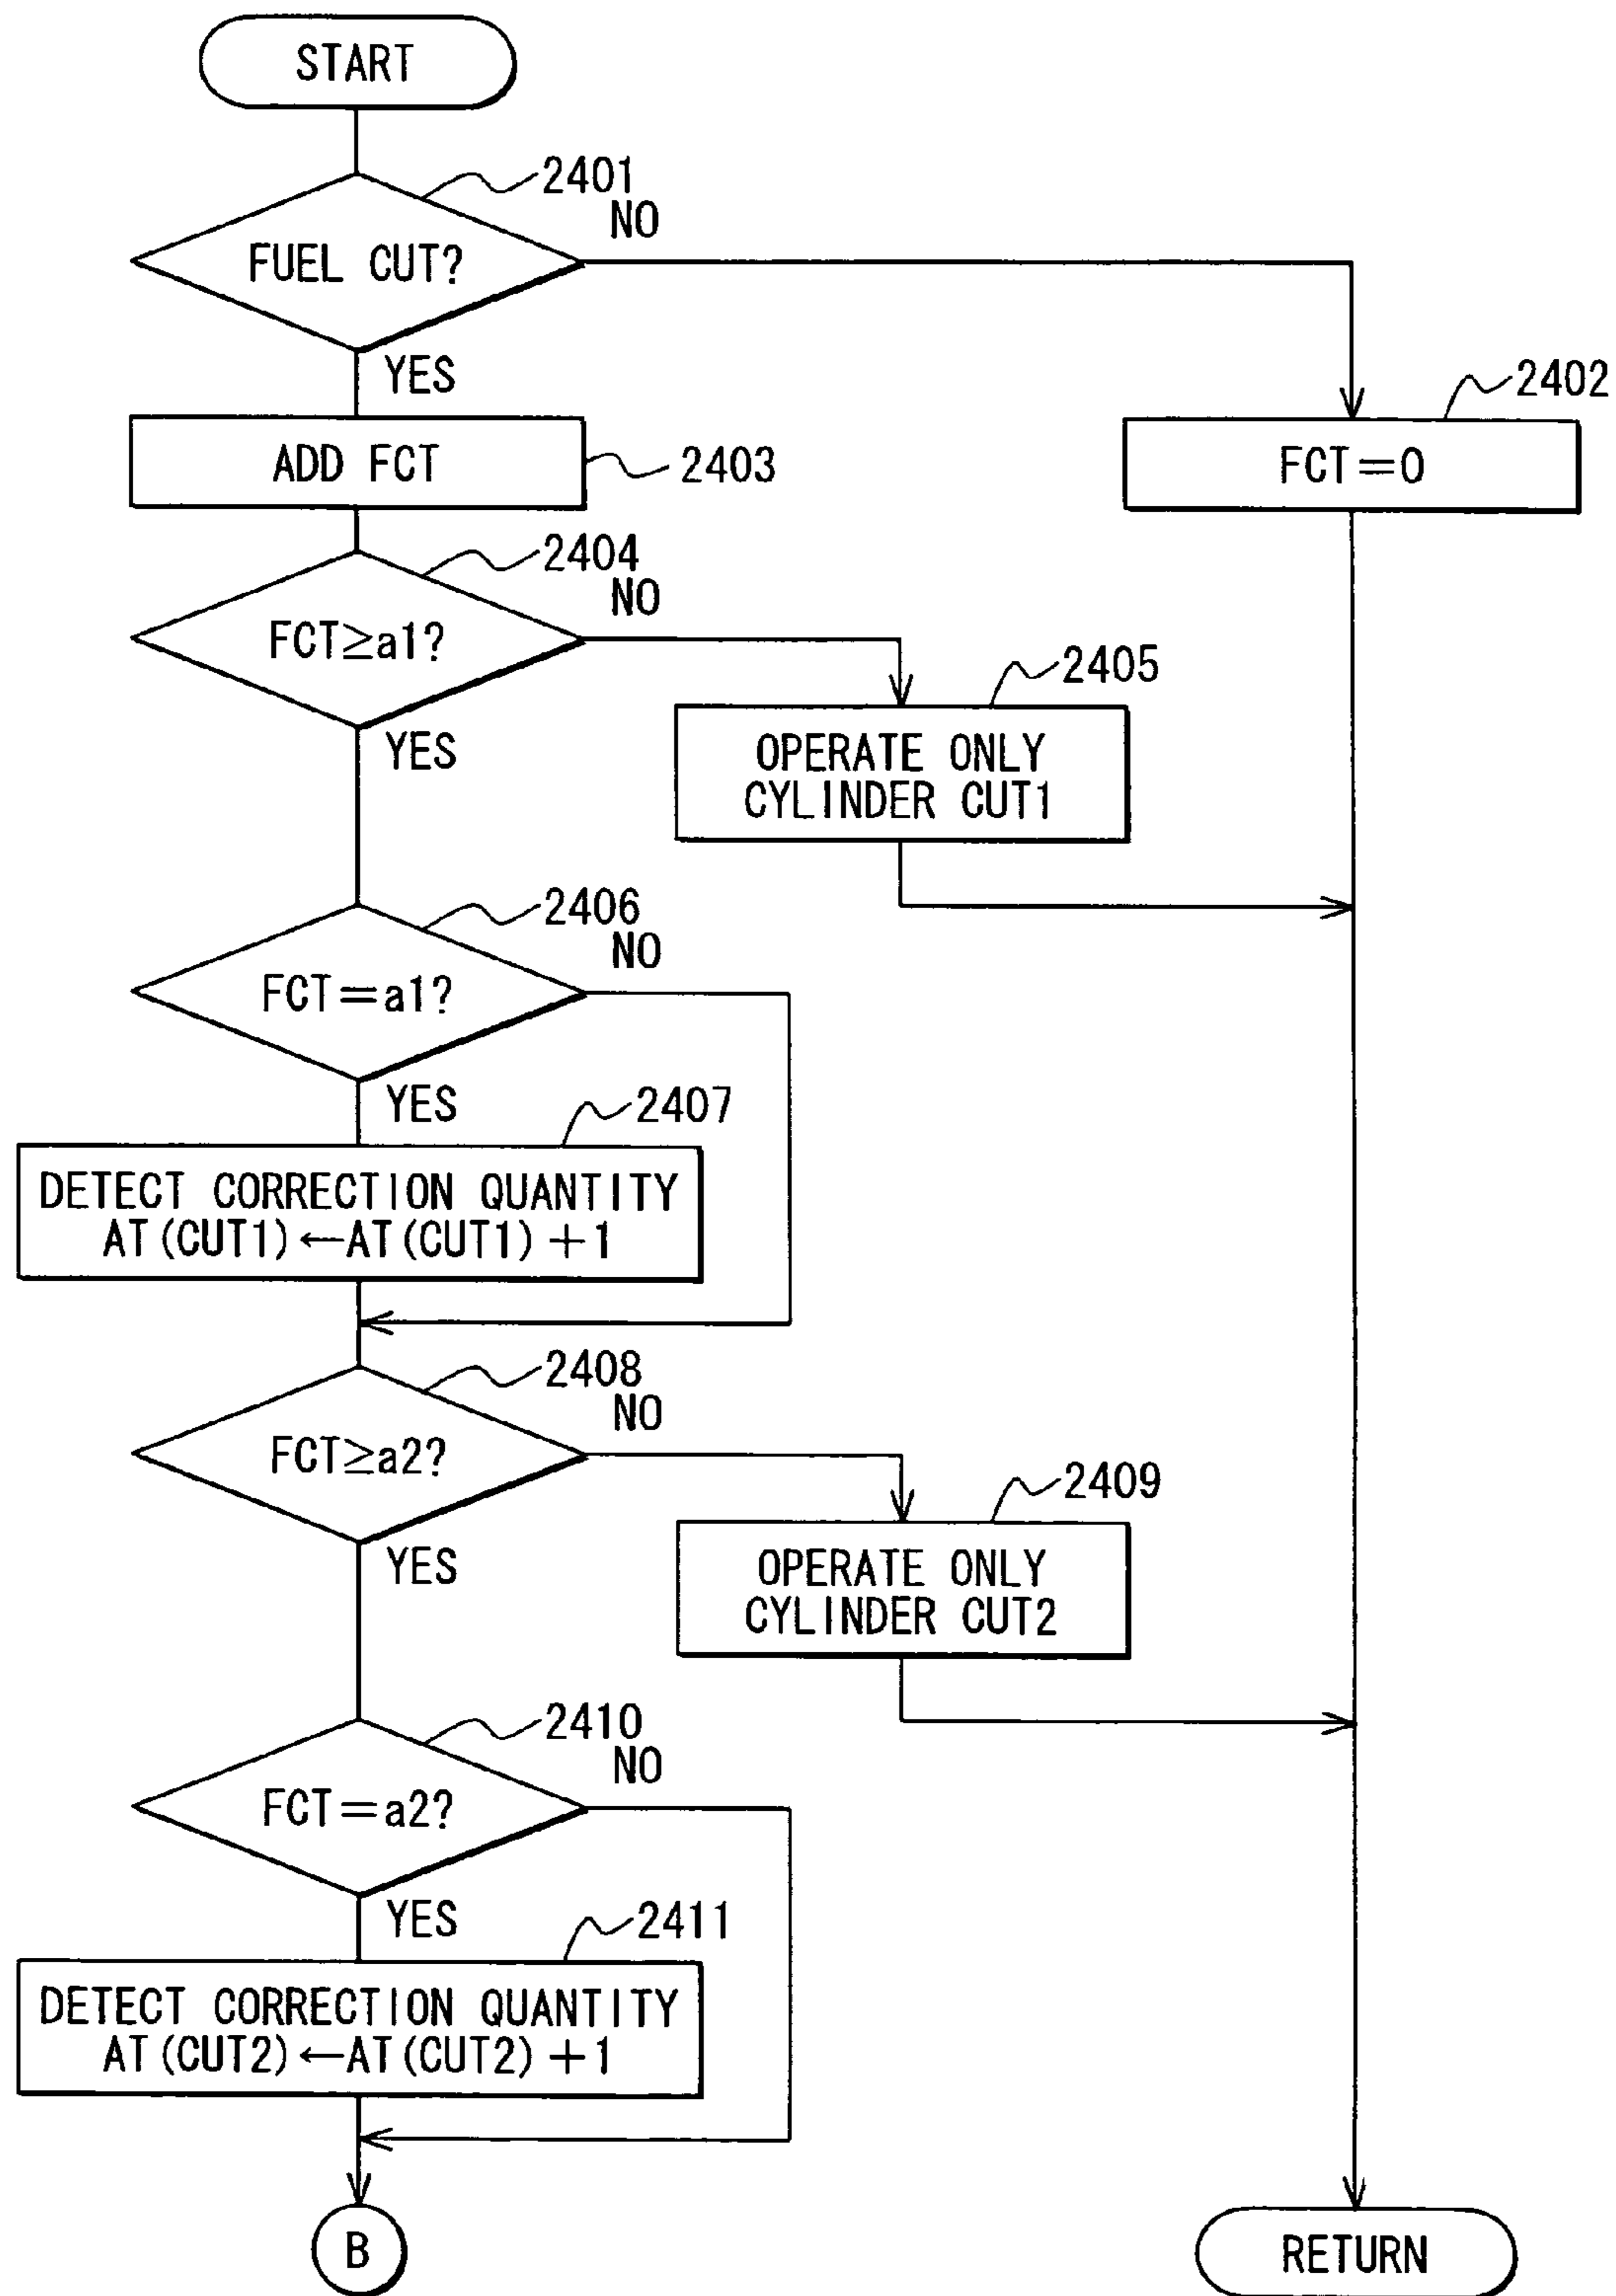 START
2401
NO
FUEL CUT?
YES
2402
ADD FCT
2403
FCT=0
2404
NO
FCT≧a1?
2405
YES
OPERATE ONLY
CYLINDER CUT1
2406
NO
FCT=a1?
YES
2407
DETECT CORRECTION QUANTITY
AT(CUT1)←AT(CUT1)+1
2408
NO
FCT≧a2?
2409
YES
OPERATE ONLY
CYLINDER CUT2
2410
NO
FCT=a2?
YES
2411
DETECT CORRECTION QUANTITY
AT(CUT2)←AT(CUT2)+1
B
RETURN